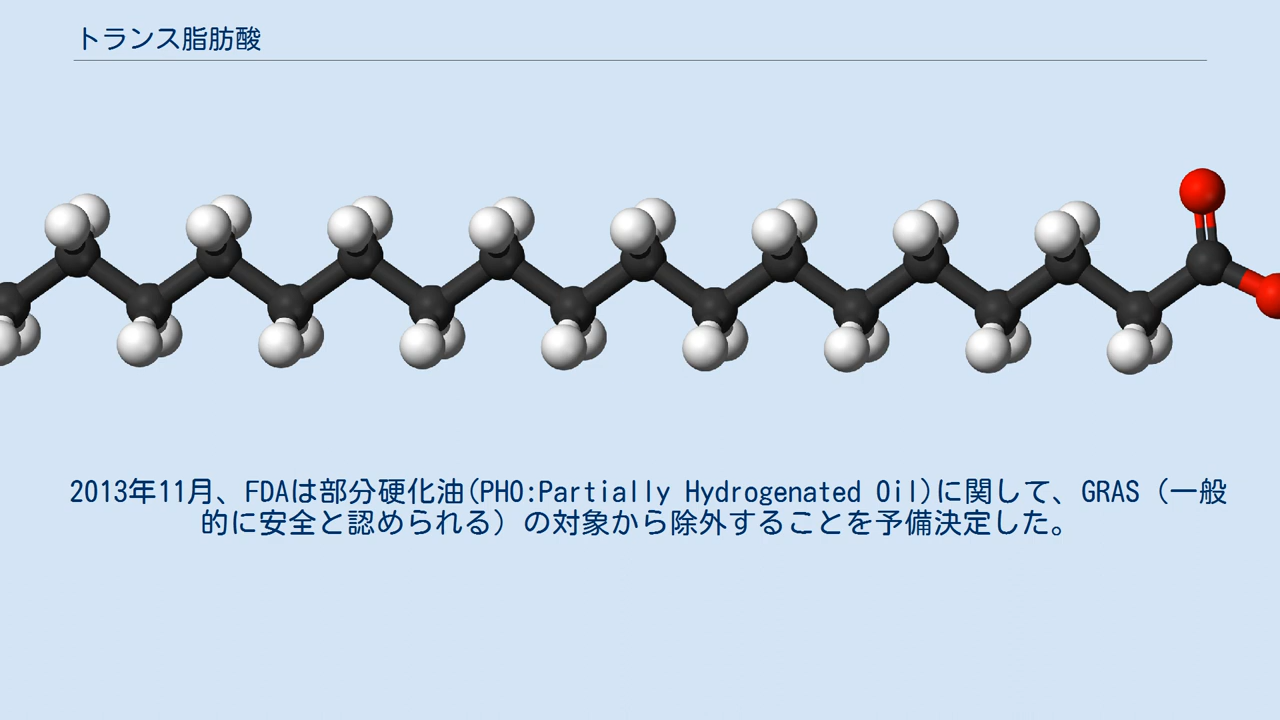 トランス脂肪酸
2013年11月、FDAは部分硬化油(PHO:Partially Hydrogenated Oil)に関して、GRAS（一般
的に安全と認められる）の対象から除外することを予備決定した。